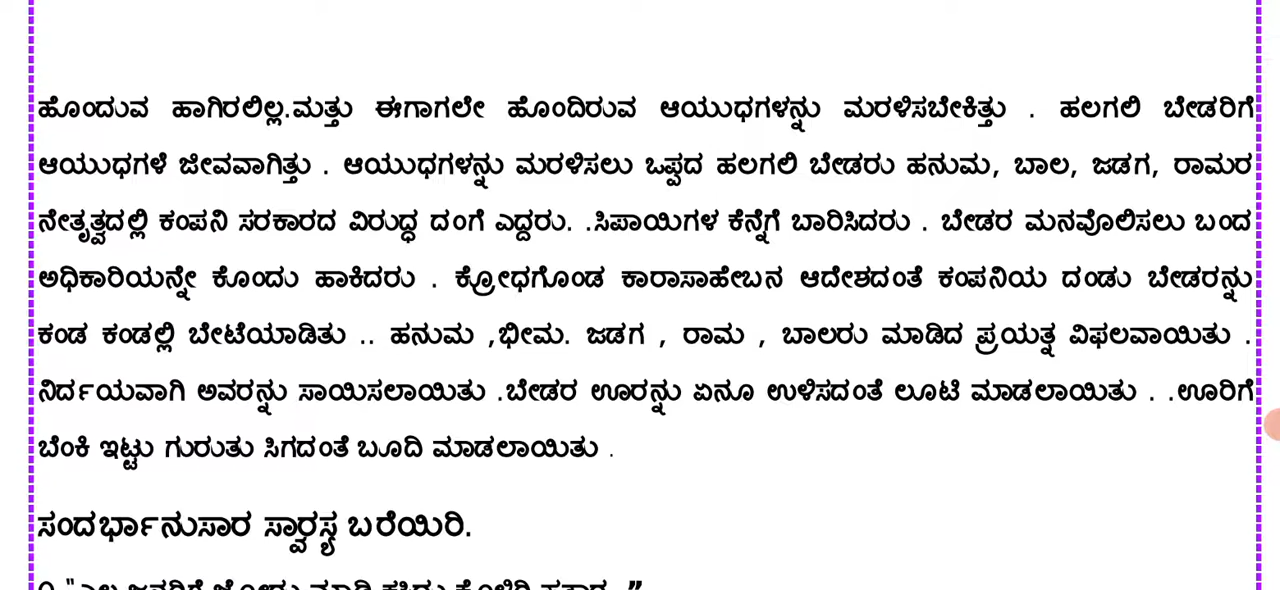 ಹೊಂದುವ ಹಾಗಿರಲಿಲ್ಲ.ಮತ್ತು ಈಗಾಗಲೇ ಹೊಂದಿರುವ ಆಯುಧಗಳನ್ನು ಮರಳಿಸಬೇಕಿತ್ತು . ಹಲಗಲಿ ಬೇಡರಿಗೆ
ಆಯುಧಗಳೆ ಜೀವವಾಗಿತ್ತು . ಆಯುಧಗಳನ್ನು ಮರಳಿಸಲು ಒಪ್ಪದ ಹಲಗಲಿ ಬೇಡರು ಹನುಮ, ಬಾಲ, ಜಡಗ, ರಾಮರ
ನೇತೃತ್ವದಲ್ಲಿ ಕಂಪನಿ ಸರಕಾರದ ವಿರುದ್ಧ ದಂಗೆ ಎದ್ದರು. .ಸಿಪಾಯಿಗಳ ಕೆನ್ನೆಗೆ ಬಾರಿಸಿದರು . ಬೇಡರ ಮನವೊಲಿಸಲು ಬಂದ
ಅಧಿಕಾರಿಯನ್ನೇ ಕೊಂದು ಹಾಕಿದರು . ಕ್ರೋಧಗೊಂಡ ಕಾರಾಸಾಹೇಬನ ಆದೇಶದಂತೆ ಕಂಪನಿಯ ದಂಡು ಬೇಡರನ್ನು
ಕಂಡ ಕಂಡಲ್ಲಿ ಬೇಟೆಯಾಡಿತು .. ಹನುಮ ,ಭೀಮ. ಜಡಗ , ರಾಮ , ಬಾಲರು ಮಾಡಿದ ಪ್ರಯತ್ನ ವಿಫಲವಾಯಿತು .
ನಿರ್ದಯವಾಗಿ ಅವರನ್ನು ಸಾಯಿಸಲಾಯಿತು .ಬೇಡರ ಊರನ್ನು ಏನೂ ಉಳಿಸದಂತೆ ಲೂಟಿ ಮಾಡಲಾಯಿತು . .ಊರಿಗೆ
ಬೆಂಕಿ ಇಟ್ಟು ಗುರುತು ಸಿಗದಂತೆ ಬೂದಿ ಮಾಡಲಾಯಿತು .
ಸಂದರ್ಭಾನುಸಾರ ಸ್ವಾರಸ್ಯ ಬರೆಯಿರಿ.